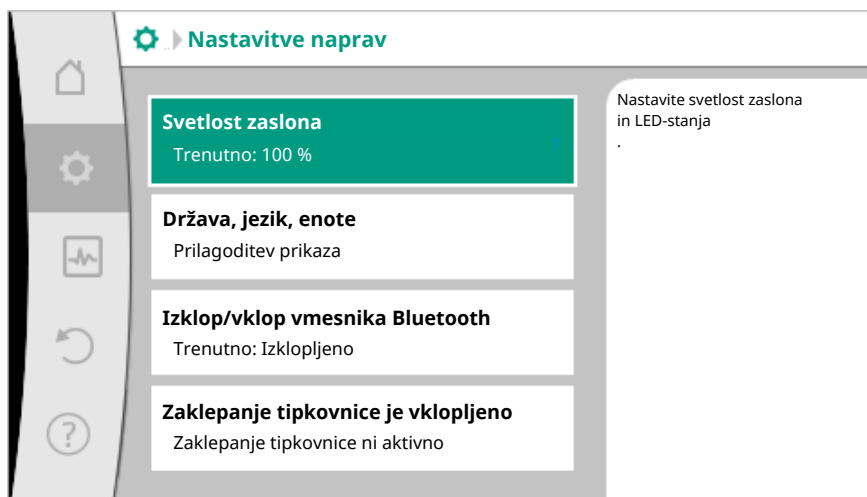 Nastavitve naprav
Svetlost zaslona
Trenutno: 100 %
Država, jezik, enote
Prilagoditev prikaza
Izklop/vklop vmesnika Bluetooth
Trenutno: Izklopljeno
Zaklepanje tipkovnice je vklopljeno
Zaklepanje tipkovnice ni aktivno
Nastavite svetlost zaslona
in LED-stanja
.